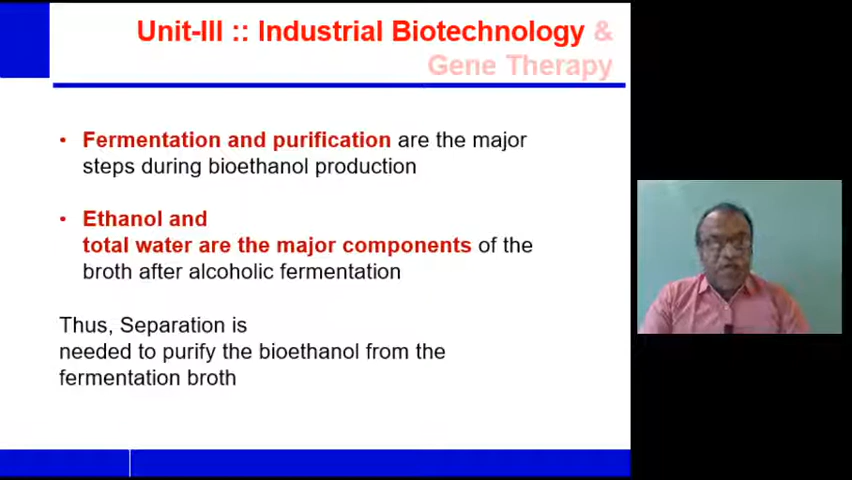 Unit-III :: Industrial Biotechnology &
Gene Therapy
• Fermentation and purification are the major
steps during bioethanol production
• Ethanol and
total water are the major components of the
broth after alcoholic fermentation
Thus, Separation is
needed to purify the bioethanol from the
fermentation broth